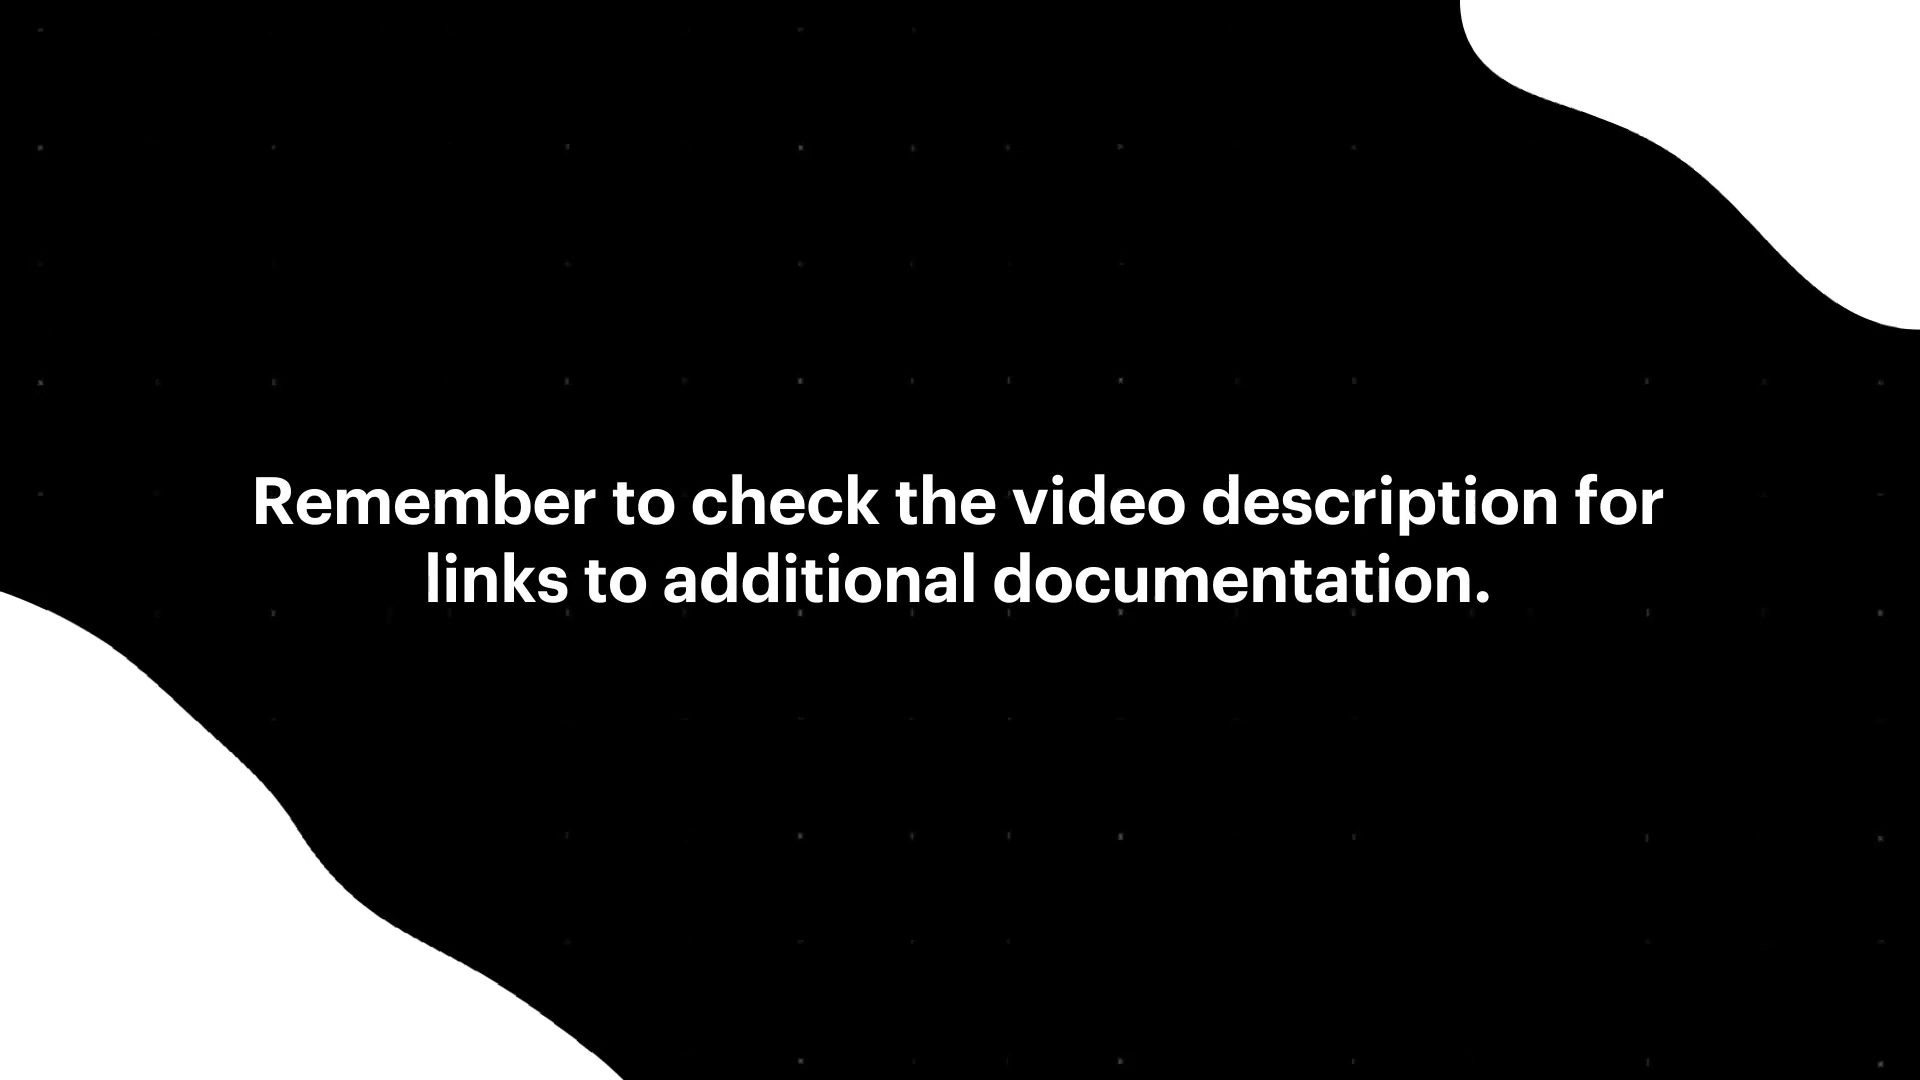 Remember to check the video description for
links to additional documentation.